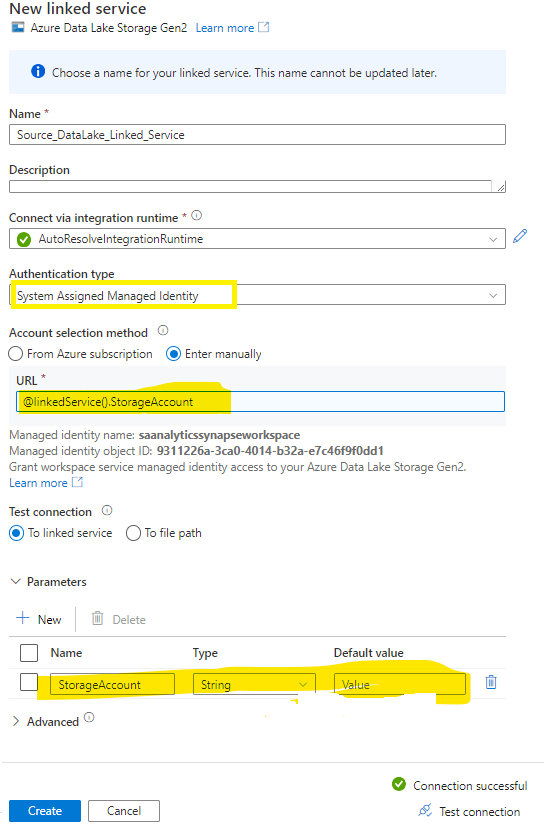 New linked service
Azure Data Lake Storage Gen2 Learn more
Choose a name for your linked service. This name cannot be updated later.
Name *
Source_DataLake_Linked_Service
Description
Connect via integration runtime *
AutoResolveIntegrationRuntime
Authentication type
System Assigned Managed Identity
Account selection method
From Azure subscription Enter manually
URL *
@linkedService().StorageAccount
Managed identity name: saanalyticssynapseworkspace
Managed identity object ID: 9311226a-3ca0-4014-b32a-e7c46f9f0dd1
Grant workspace service managed identity access to your Azure Data Lake Storage Gen2.
Learn more
Test connection
To linked service To file path
Parameters
New Delete
Name Type Default value
StorageAccount String Value
Advanced
Connection successful
Create Cancel Test connection